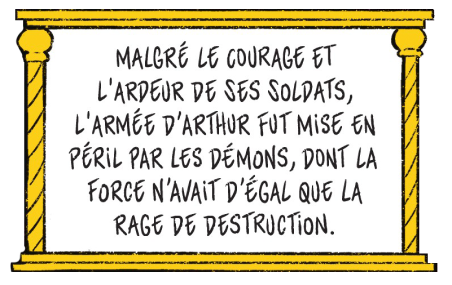 MALGRÉ LE COURAGE ET
L'ARDEUR DE SES SOLDATS,
L'ARMÉE D'ARTHUR FUT MISE EN
PÉRIL PAR LES DÉMONS, DONT LA
FORCE N'AVAIT D'ÉGAL QUE LA
RAGE DE DESTRUCTION.